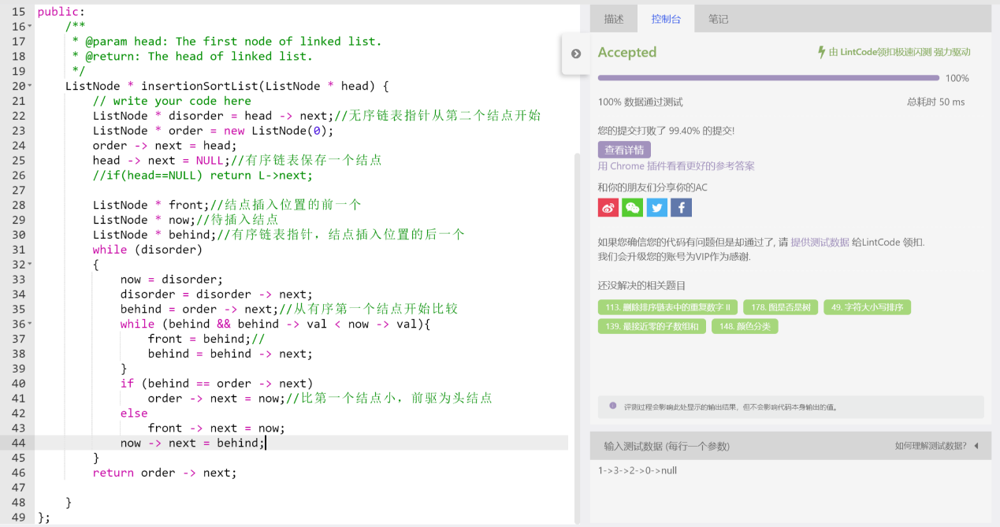 15 public:
16 /**
17 * @param head: The first node of linked list.
18 * @return: The head of linked list.
19 */
20 ListNode * insertionSortList(ListNode * head) {
21 // write your code here
22 ListNode * disorder = head -> next;//无序链表指针从第二个结点开始
23 ListNode * order = new ListNode(0);
24 order -> next = head;
25 head -> next = NULL;//有序链表保存一个结点
26 //if(head==NULL) return L->next;
27
28 ListNode * front;//结点插入位置的前一个
29 ListNode * now;//待插入结点
30 ListNode * behind;//有序链表指针，结点插入位置的后一个
31 while (disorder)
32 {
33 now = disorder;
34 disorder = disorder -> next;
35 behind = order -> next;//从有序第一个结点开始比较
36 while (behind && behind -> val < now -> val){
37 front = behind;//
38 behind = behind -> next;
39 }
40 if (behind == order -> next)
41 order -> next = now;//比第一个结点小，前驱为头结点
42 else
43 front -> next = now;
44 now -> next = behind;
45 }
46 return order -> next;
47
48 }
49 };
描述 控制台 笔记
Accepted 由 LintCode领扣极速闪测 强力驱动
100%
100% 数据通过测试 总耗时 50 ms
您的提交打败了 99.40% 的提交!
查看详情
用 Chrome 插件看看更好的参考答案
和你的朋友们分享你的AC
如果您确信您的代码有问题但是却通过了, 请 提供测试数据 给LintCode 领扣.
我们会升级您的账号为VIP作为感谢.
还没解决的相关题目
113. 删除排序链表中的重复数字 II 178. 图是否是树 49. 字符大小写排序
139. 最接近零的子数组和 148. 颜色分类
评测过程会影响此处显示的输出结果，但不会影响代码本身输出的值。
输入测试数据 (每行一个参数) 如何理解测试数据?
1->3->2->0->null